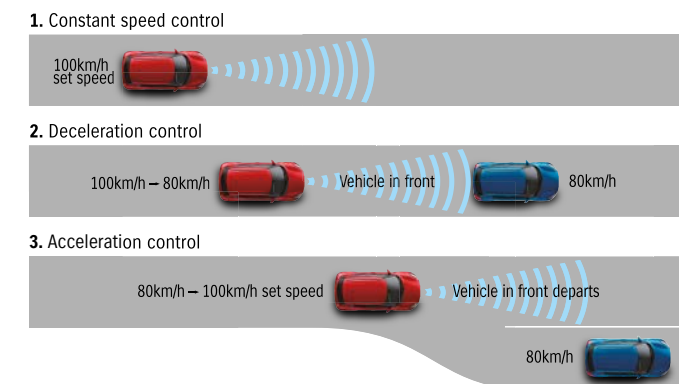 1. Constant speed control
100km/h
set speed
2. Deceleration control
100km/h – 80km/h
Vehicle in front
80km/h
3. Acceleration control
80km/h – 100km/h set speed
Vehicle in front departs
80km/h